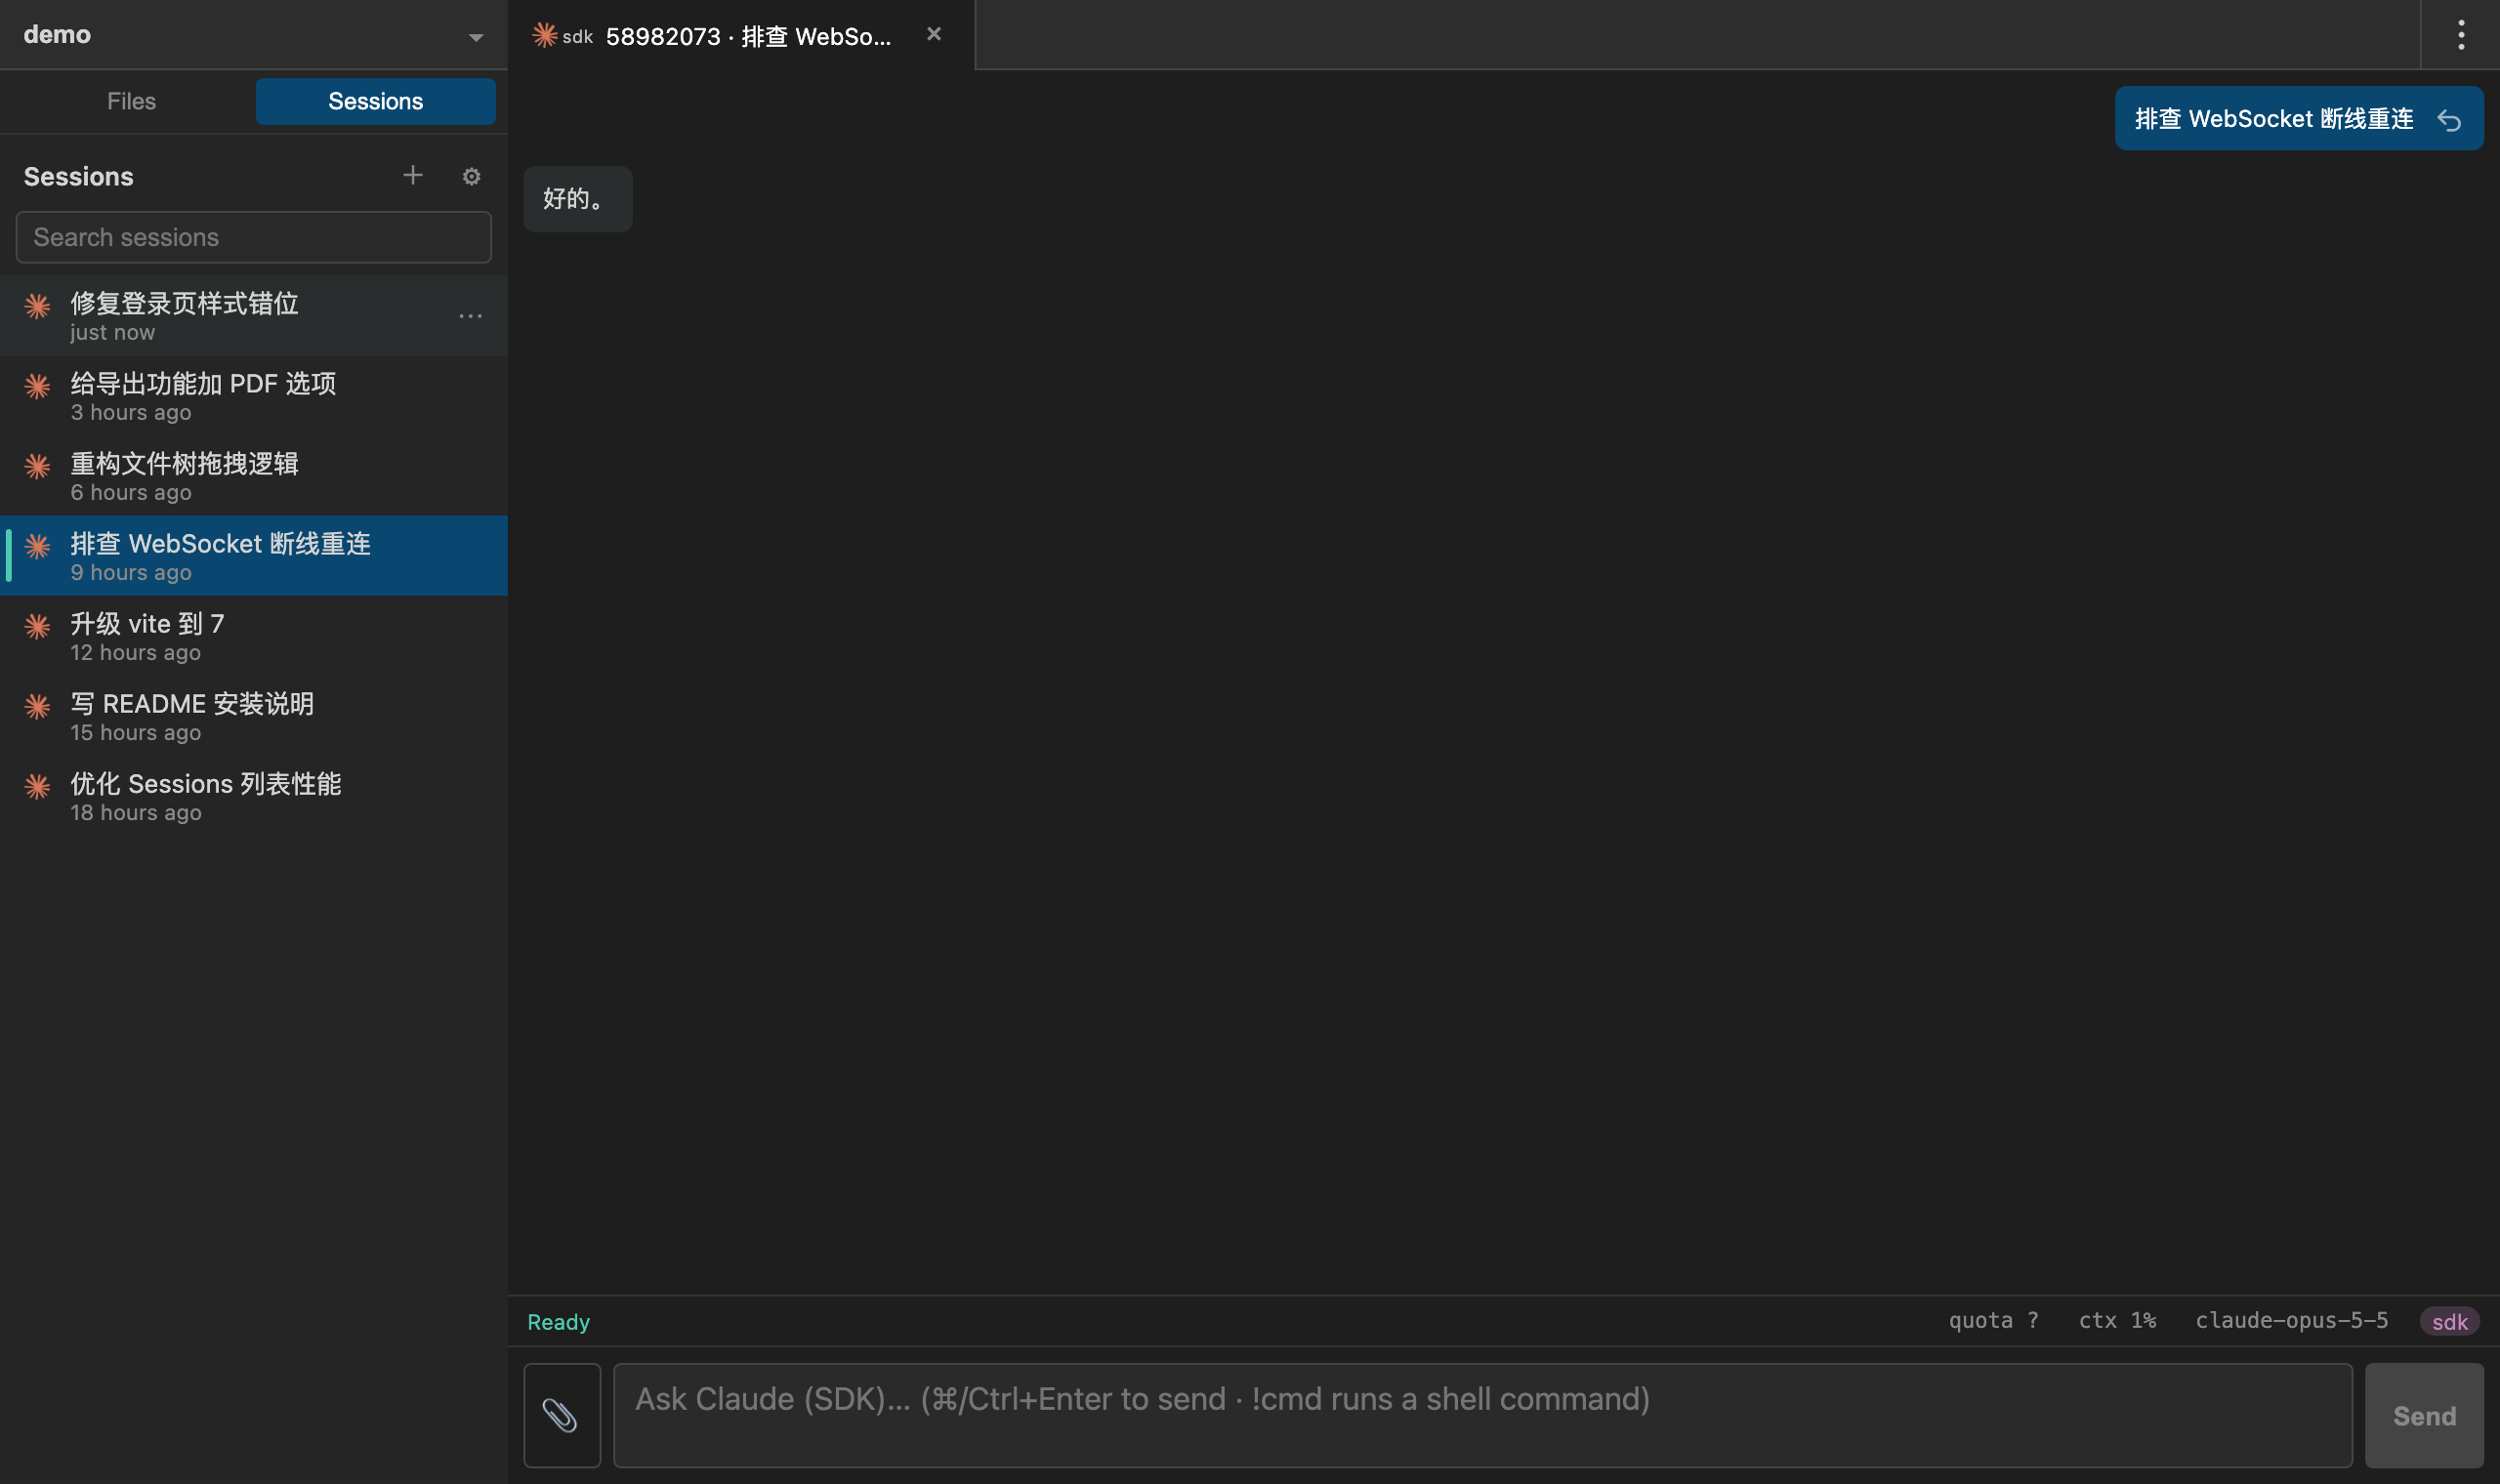 demo
Files
Sessions
Sessions
Search sessions
修复登录页样式错位
just now
给导出功能加 PDF 选项
3 hours ago
重构文件树拖拽逻辑
6 hours ago
排查 WebSocket 断线重连
9 hours ago
升级 vite 到 7
12 hours ago
写 README 安装说明
15 hours ago
优化 Sessions 列表性能
18 hours ago
sdk 58982073 · 排查 WebSo...
排查 WebSocket 断线重连
好的。
Ready
quota ? ctx 1% claude-opus-5-5 sdk
Ask Claude (SDK)... (⌘/Ctrl+Enter to send · !cmd runs a shell command)
Send